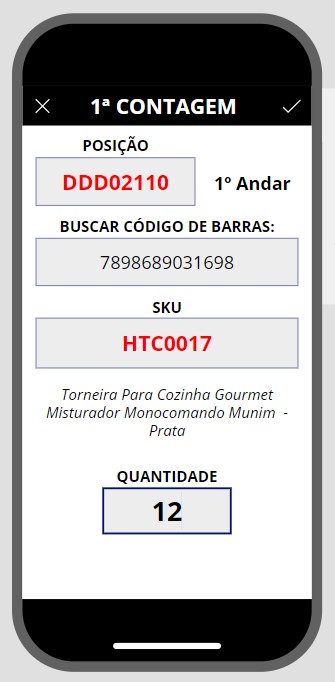 1ª CONTAGEM
POSIÇÃO
DDD02110 1º Andar
BUSCAR CÓDIGO DE BARRAS:
7898689031698
SKU
HTC0017
Torneira Para Cozinha Gourmet
Misturador Monocomando Munim -
Prata
QUANTIDADE
12